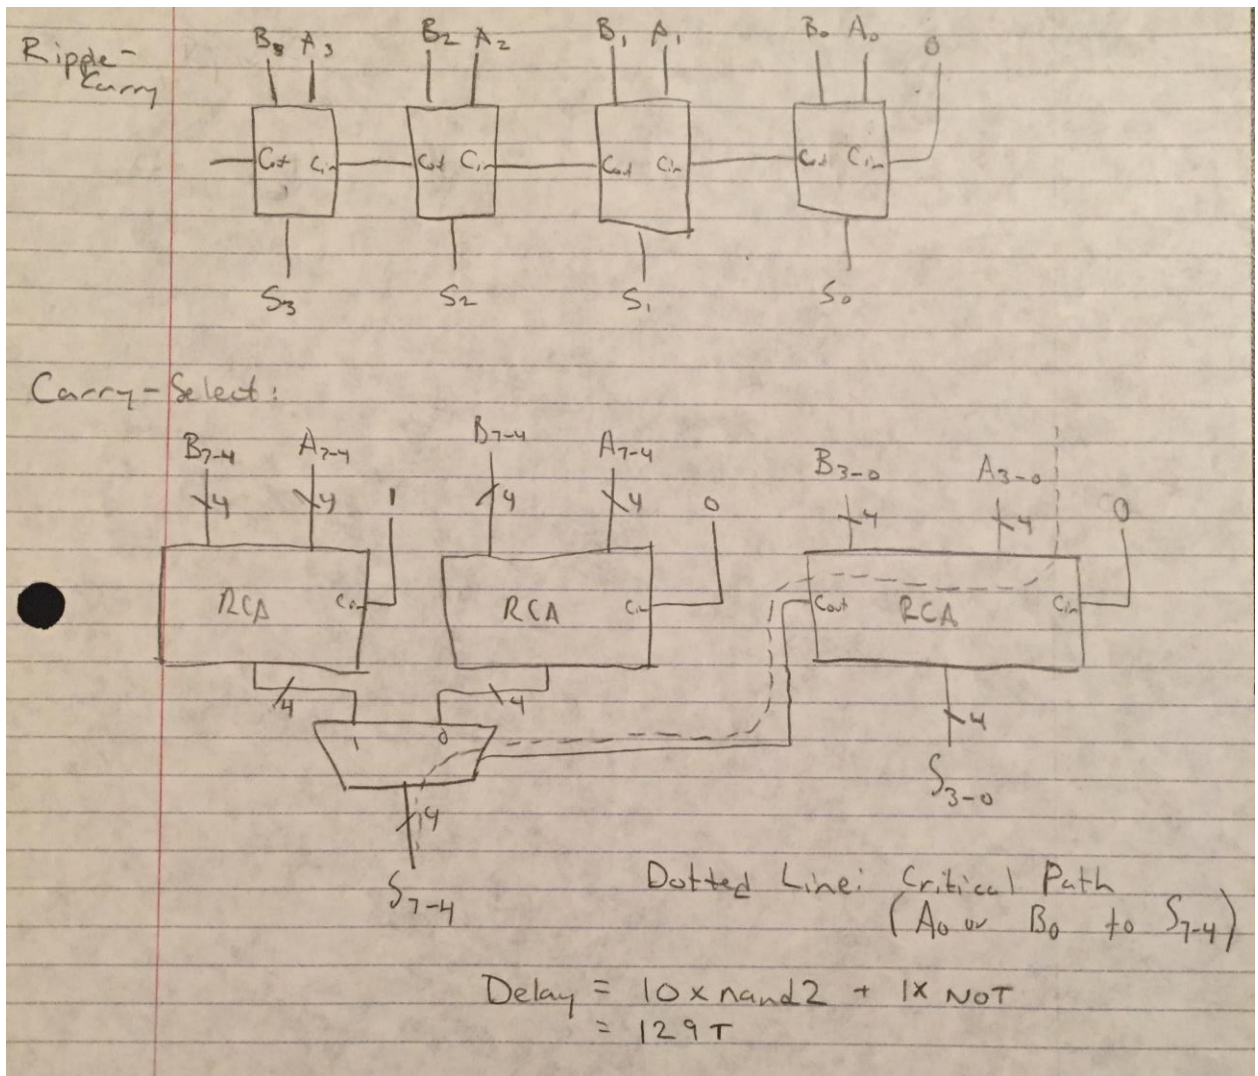 Ripple-
Carry
B3 A3 B2 A2 B1 A1 B0 A0 0
Cout Cin Cout Cin Cout Cin Cout Cin
S3 S2 S1 S0
Carry-Select:
B7-4 A7-4 1 B7-4 A7-4 0 B3-0 A3-0 0
4 4 4 4 4 4
RCA Cin RCA Cin Cout RCA Cin
4 4 4
1 0
S3-0
4
S7-4
Dotted Line: Critical Path
(A0 or B0 to S7-4)
Delay = 10 x nand2 + 1x NOT
= 129T